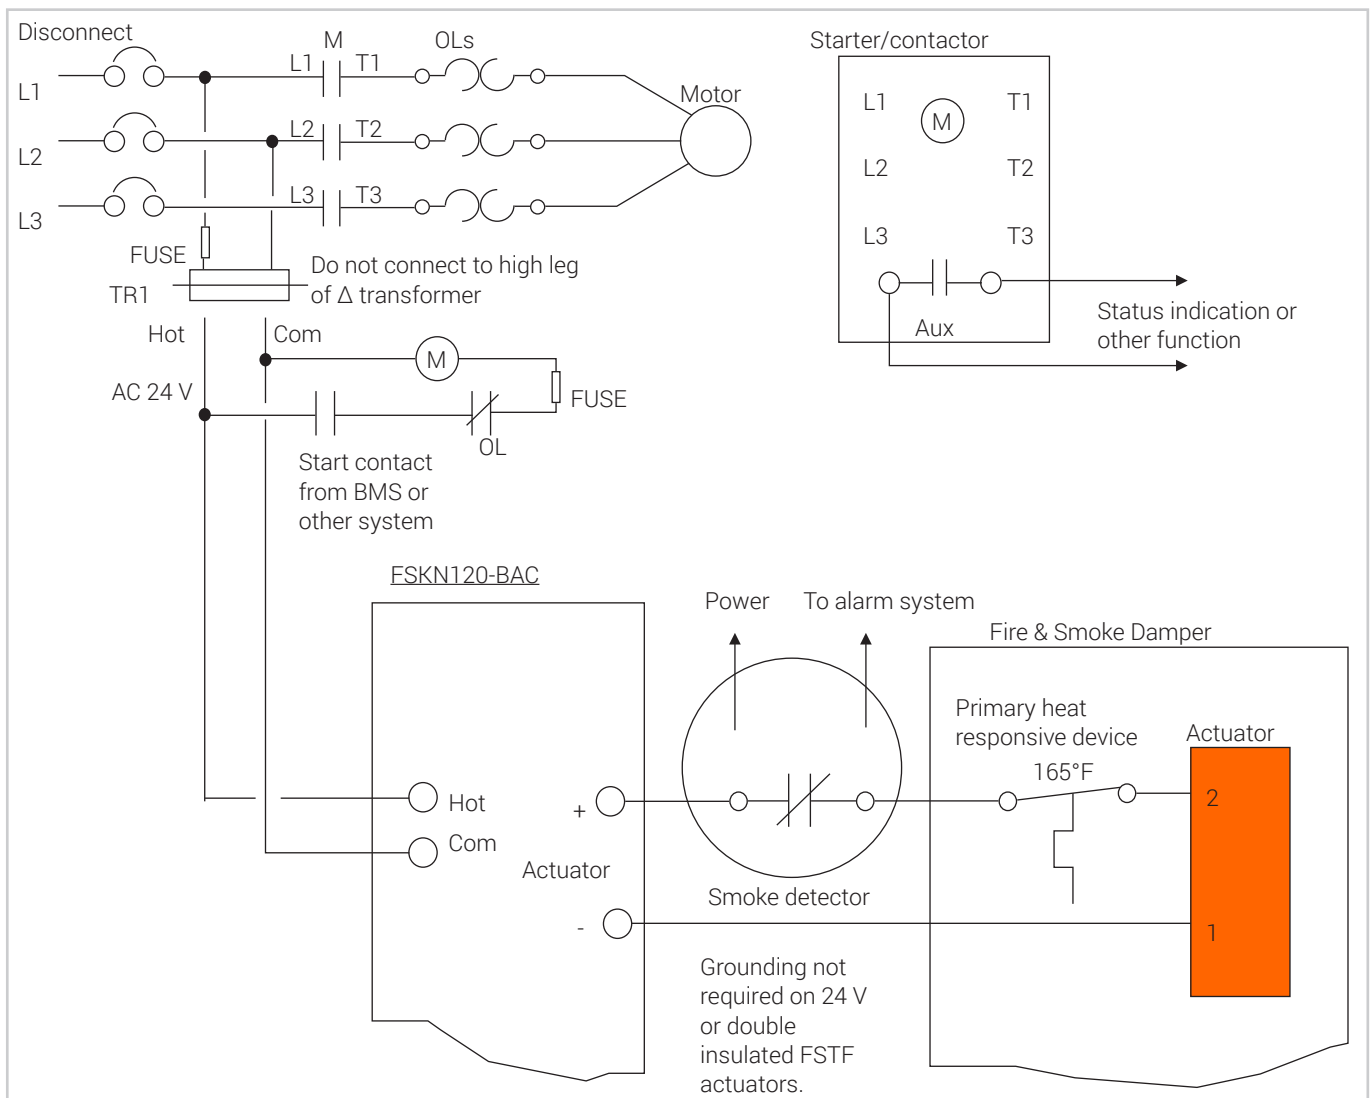 Disconnect
M
OLs
Starter/contactor
L1
L1
T1
Motor
L1
T1
M
L2
L2
T2
L2
T2
L3
L3
T3
L3
T3
FUSE
TR1
Do not connect to high leg
of Δ transformer
Aux
Status indication or
other function
Hot
Com
M
AC 24 V
FUSE
OL
Start contact
from BMS or
other system
FSKN120-BAC
Power
To alarm system
Fire & Smoke Damper
Primary heat
responsive device
165°F
Actuator
Hot
Com
+
Actuator
-
Smoke detector
2
1
Grounding not
required on 24 V
or double
insulated FSTF
actuators.